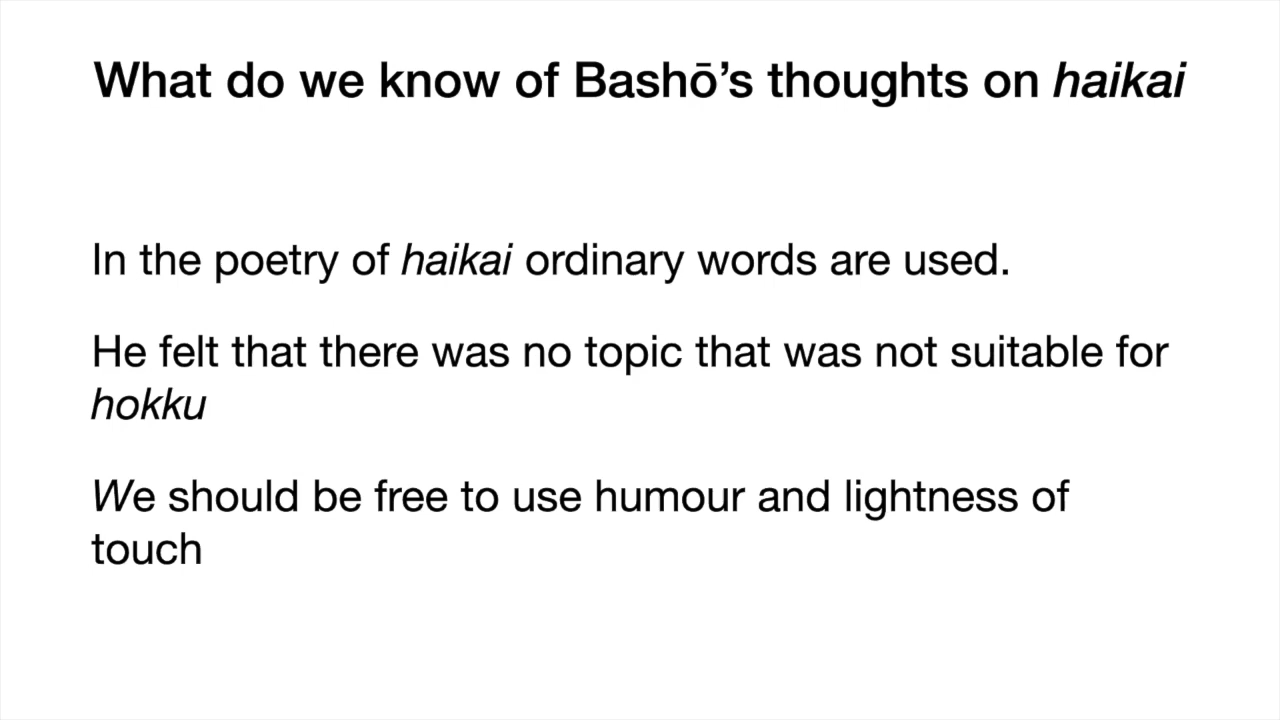 What do we know of Bashō’s thoughts on haikai
In the poetry of haikai ordinary words are used.
He felt that there was no topic that was not suitable for
hokku
We should be free to use humour and lightness of
touch